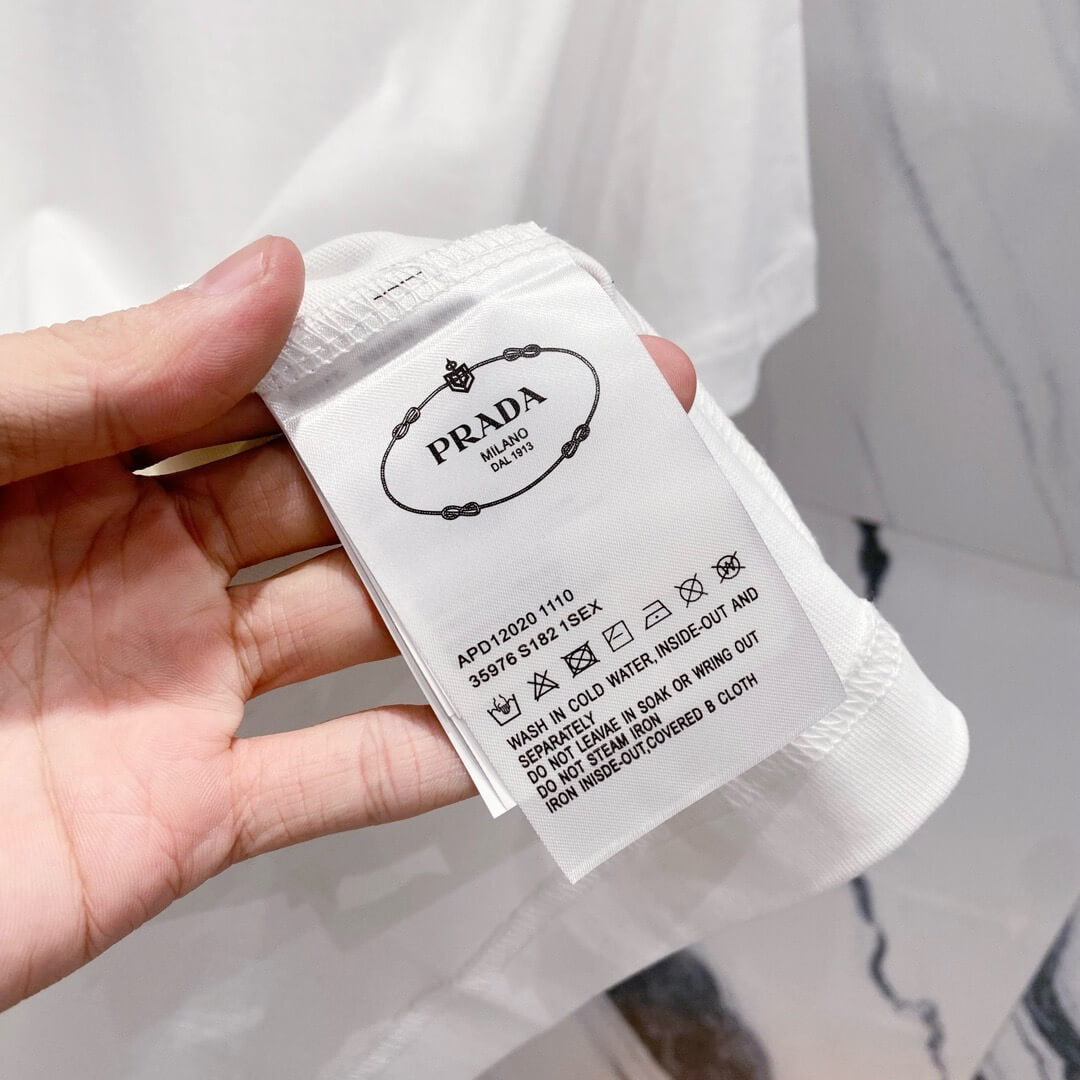 PRADA
MILANO
DAL 1913
APD12020 1110
35976 S182 1SEX
WASH IN COLD WATER, INSIDE-OUT AND
SEPARATELY
DO NOT LEAVAE IN SOAK OR WRING OUT
DO NOT STEAM IRON
IRON INISDE-OUT.COVERED B CLOTH